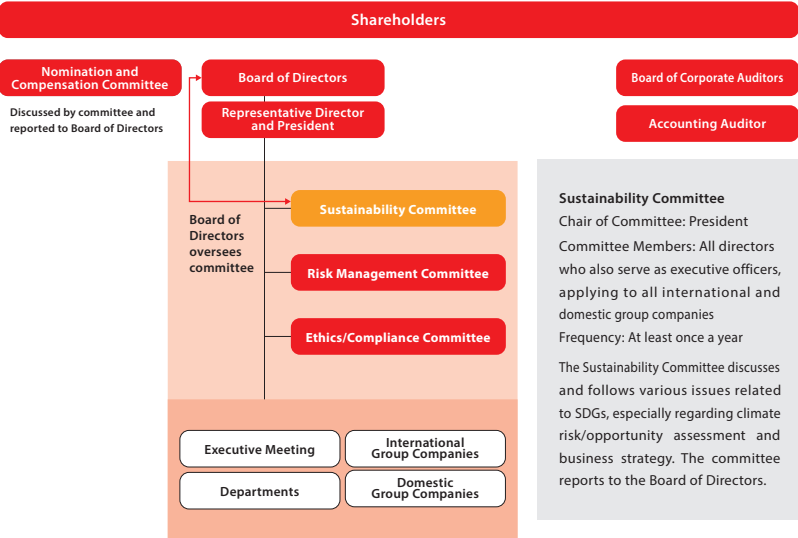 Shareholders
Nomination and
Compensation Committee
Discussed by committee and
reported to Board of Directors
Board of Directors
Representative Director
and President
Board of Corporate Auditors
Accounting Auditor
Board of
Directors
oversees
committee
Sustainability Committee
Risk Management Committee
Ethics/Compliance Committee
Executive Meeting
International
Group Companies
Departments
Domestic
Group Companies
Sustainability Committee
Chair of Committee: President
Committee Members: All directors
who also serve as executive officers,
applying to all international and
domestic group companies
Frequency: At least once a year
The Sustainability Committee discusses
and follows various issues related
to SDGs, especially regarding climate
risk/opportunity assessment and
business strategy. The committee
reports to the Board of Directors.